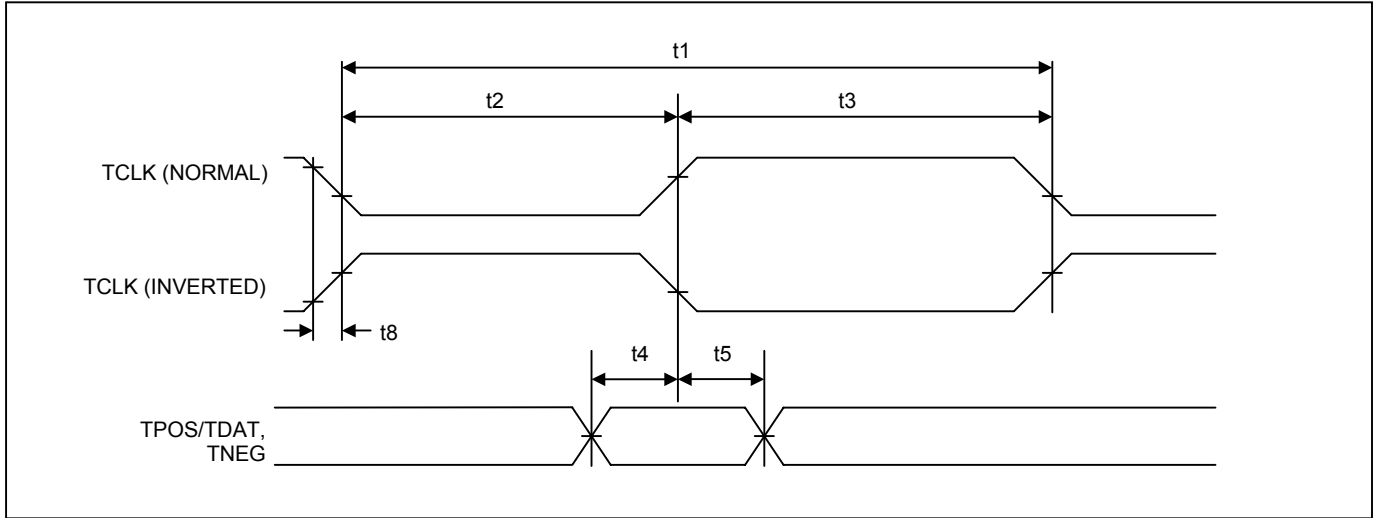 t1
t2
t3
TCLK (NORMAL)
TCLK (INVERTED)
t8
t4
t5
TPOS/TDAT,
TNEG